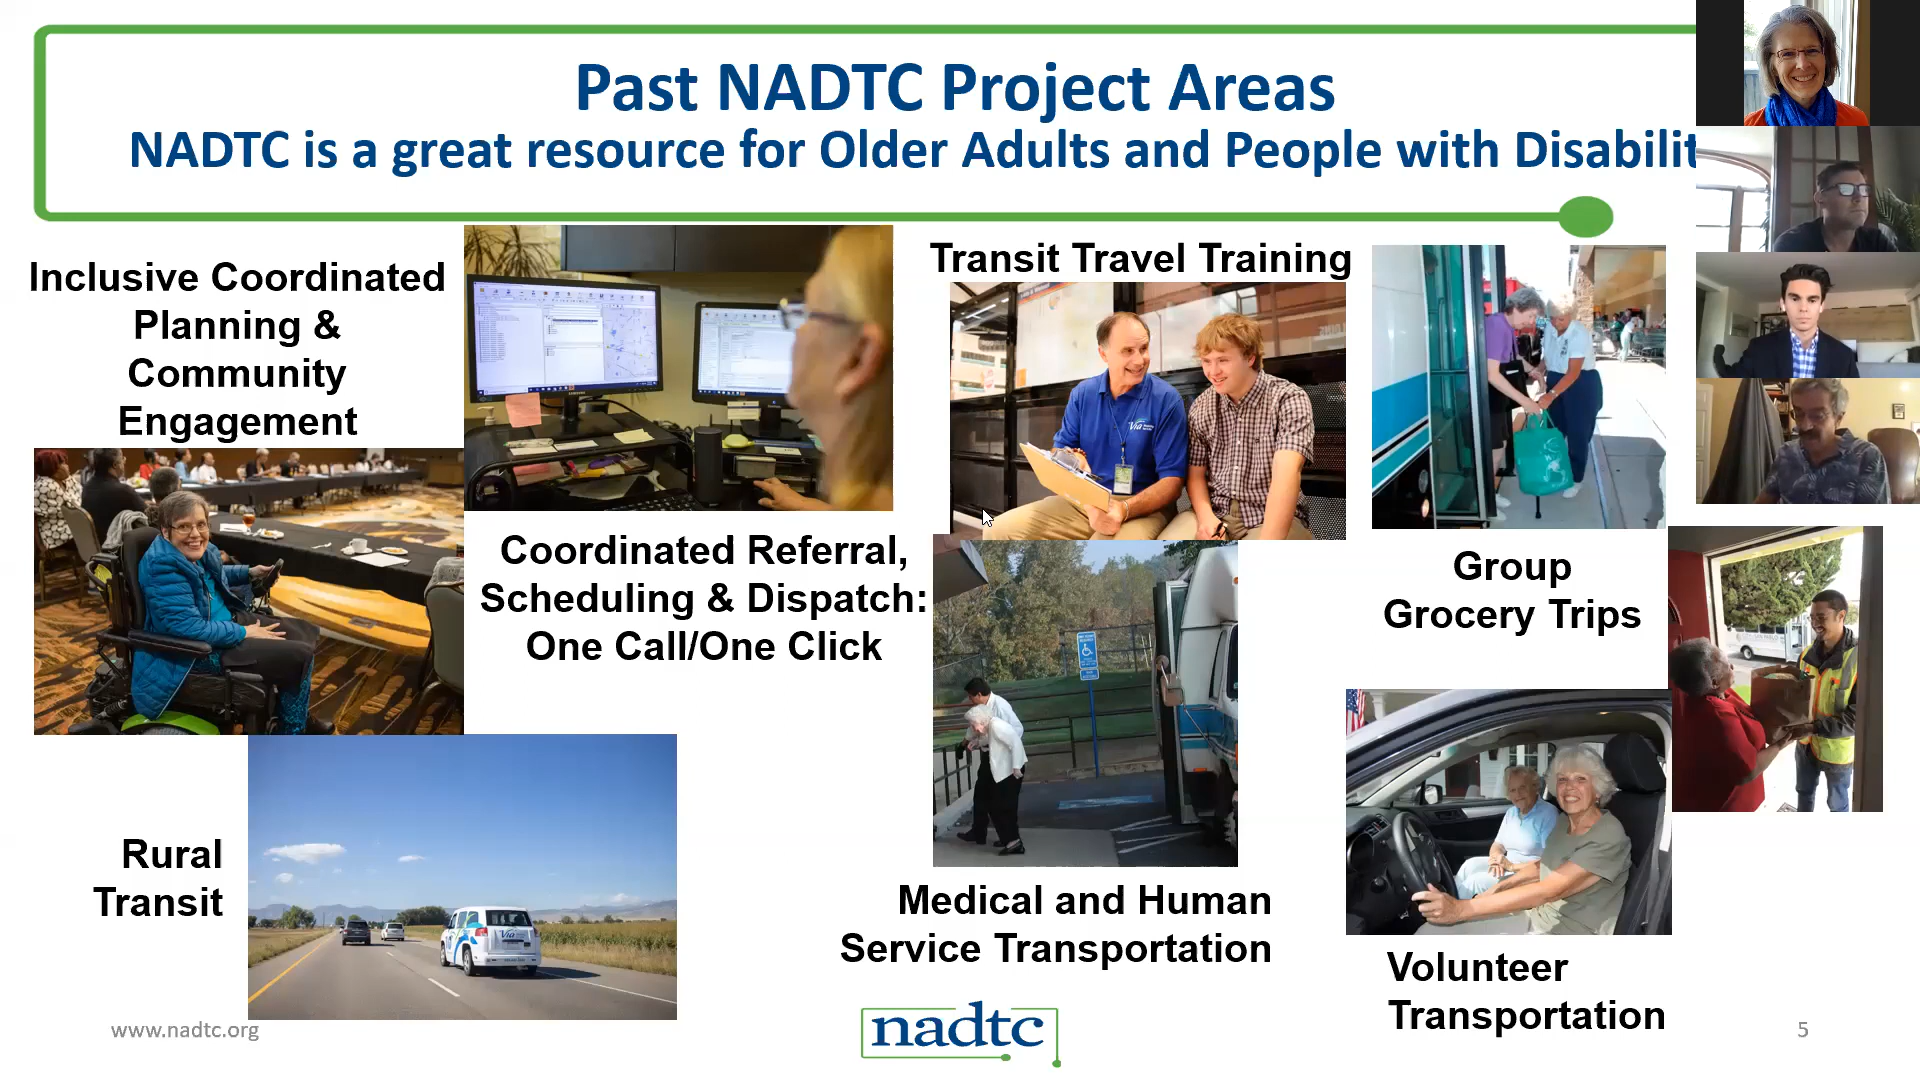 Past NADTC Project Areas
NADTC is a great resource for Older Adults and People with Disabilit
Inclusive Coordinated
Planning &
Community
Engagement
Coordinated Referral,
Scheduling & Dispatch:
One Call/One Click
Transit Travel Training
Via
Group
Grocery Trips
Rural
Transit
Via
Medical and Human
Service Transportation
Volunteer
Transportation
www.nadtc.org
nadtc
5